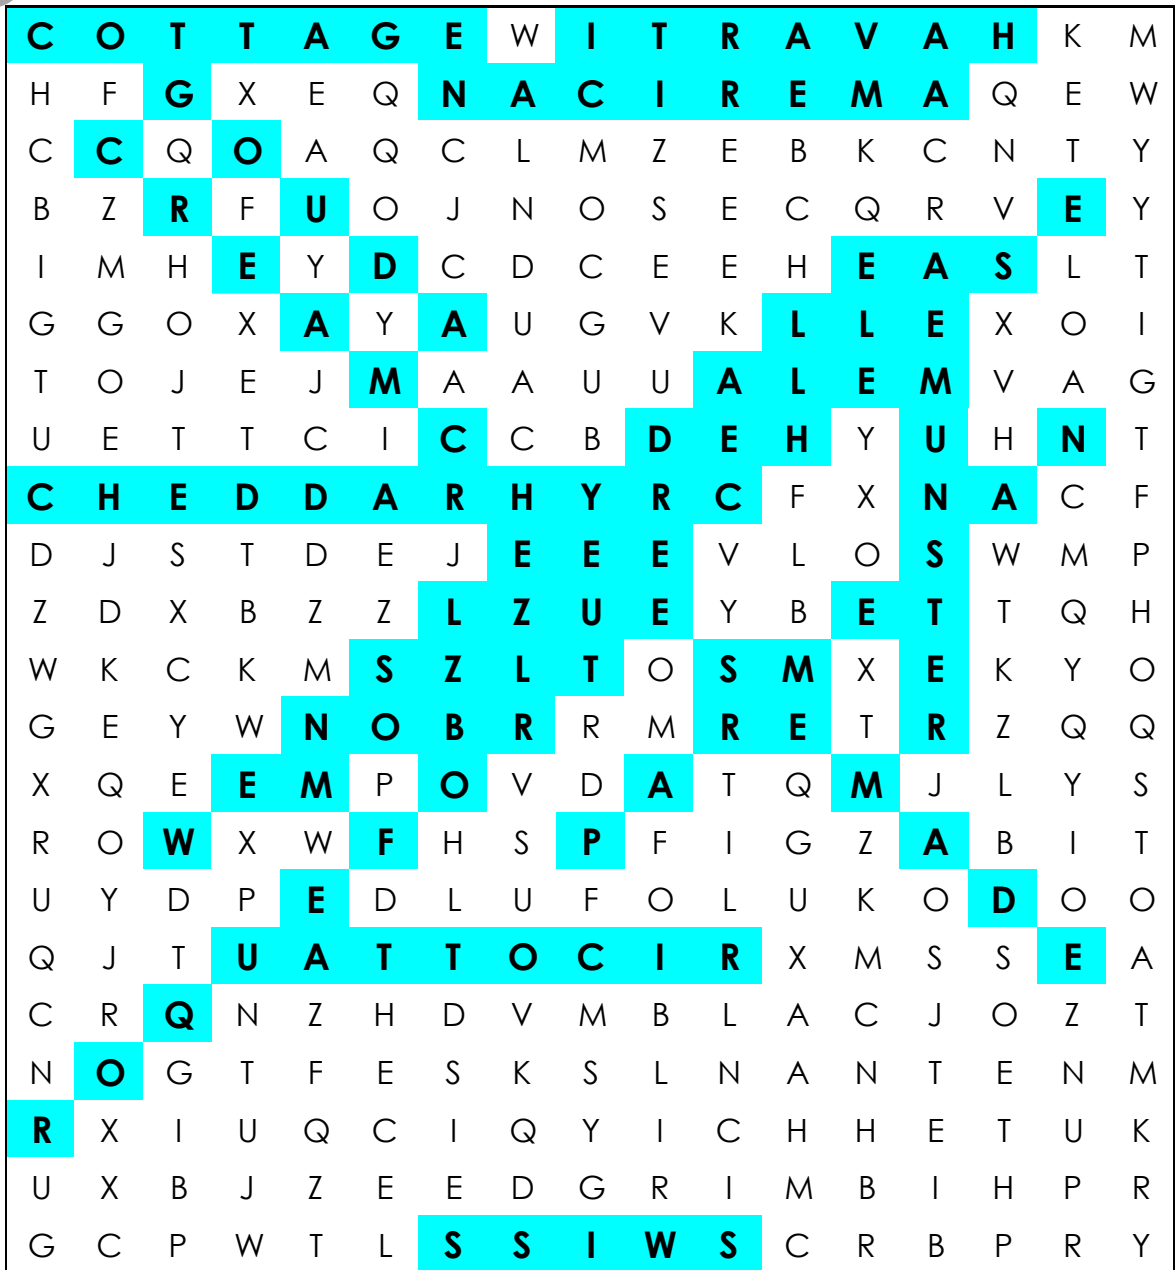 C O T T A G E W I T R A V A H K M
H F G X E Q N A C I R E M A Q E W
C C Q O A Q C L M Z E B K C N T Y
B Z R F U O J N O S E C Q R V E Y
I M H E Y D C D C E E H E A S L T
G G O X A Y A U G V K L L E X O I
T O J E J M A A U U A L E M V A G
U E T T C I C C B D E H Y U H N T
C H E D D A R H Y R C F X N A C F
D J S T D E J E E E V L O S W M P
Z D X B Z Z L Z U E Y B E T T Q H
W K C K M S Z L T O S M X E K Y O
G E Y W N O B R R M R E T R Z Q Q
X Q E E M P O V D A T Q M J L Y S
R O W X W F H S P F I G Z A B I T
U Y D P E D L U F O L U K O D O O
Q J T U A T T O C I R X M S S E A
C R Q N Z H D V M B L A C J O Z T
N O G T F E S K S L N A N T E N M
R X I U Q C I Q Y I C H H E T U K
U X B J Z E E D G R I M B I H P R
G C P W T L S S I W S C R B P R Y